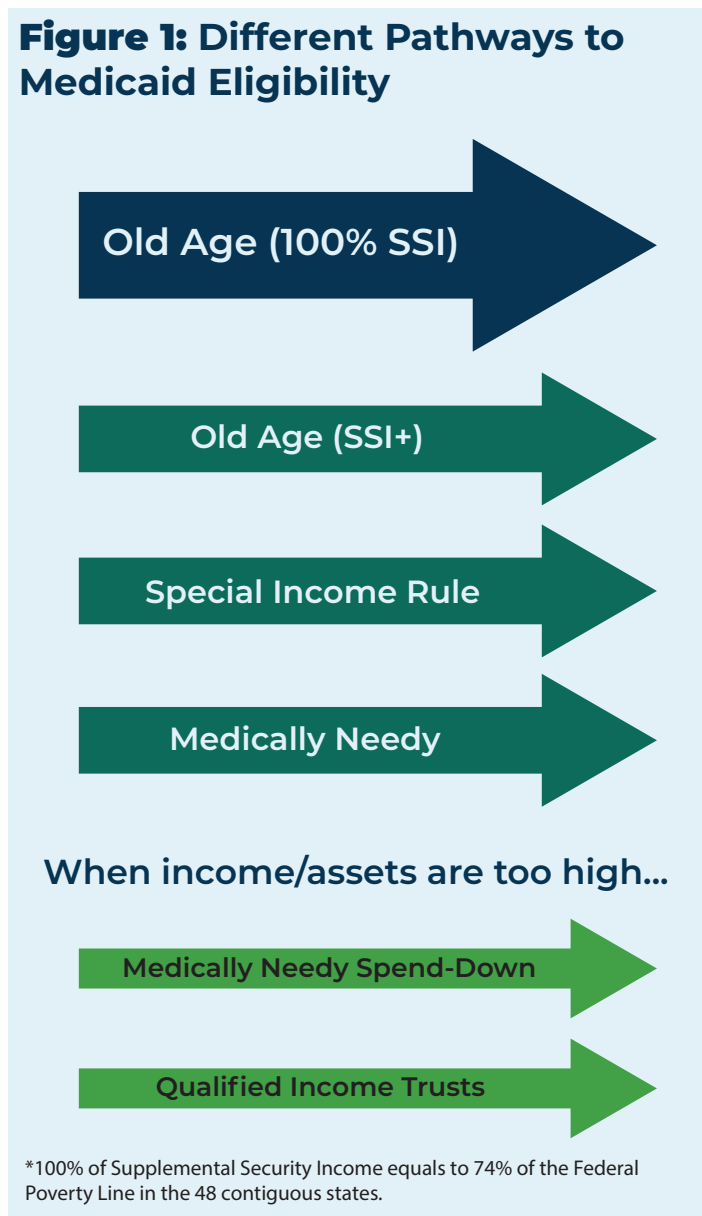 Figure 1: Different Pathways to
Medicaid Eligibility
Old Age (100% SSI)
Old Age (SSI+)
Special Income Rule
Medically Needy
When income/assets are too high...
Medically Needy Spend-Down
Qualified Income Trusts
*100% of Supplemental Security Income equals to 74% of the Federal
Poverty Line in the 48 contiguous states.